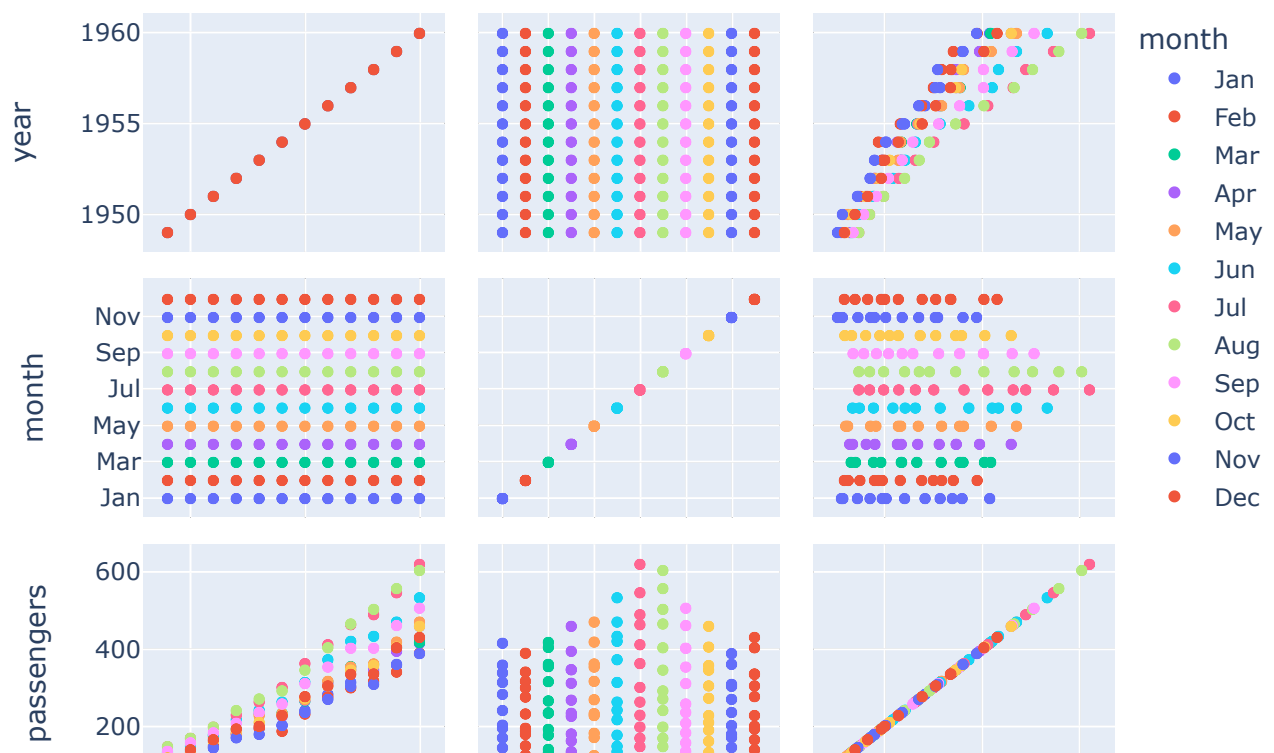 1960
1955
1950
year
Nov
Sep
Jul
May
Mar
Jan
month
600
400
200
passengers
month
Jan
Feb
Mar
Apr
May
Jun
Jul
Aug
Sep
Oct
Nov
Dec